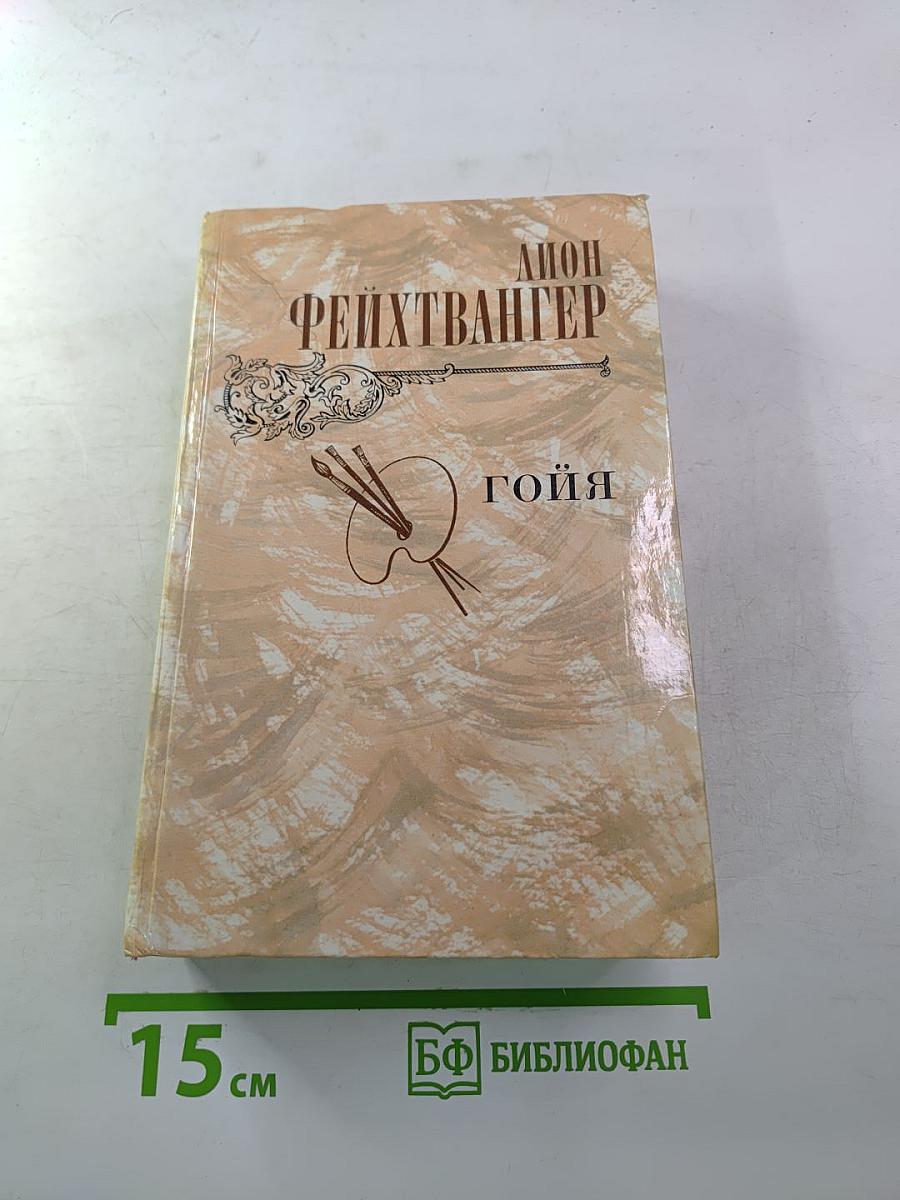 ЛИОН
ФЕЙХТВАНГЕР
ГОЙЯ
15 см
БФ БИБЛИОФАН